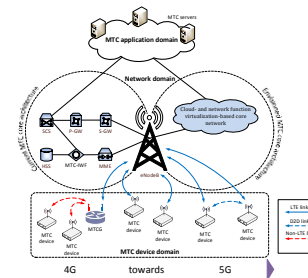 MTC servers
MTC application domain
Network domain
Current MTC core architecture
Envisioned MTC core architecture
SCS
P-GW
S-GW
Cloud- and network function
virtualization-based core
network
HSS
MTC-IWF
MME
eNodeB
LTE link
D2D link
Non-LTE l
MTC
device
MTC
device
MTC
device
MTCG
MTC
device
MTC
device
MTC
device
MTC
device
MTC device domain
4G towards 5G